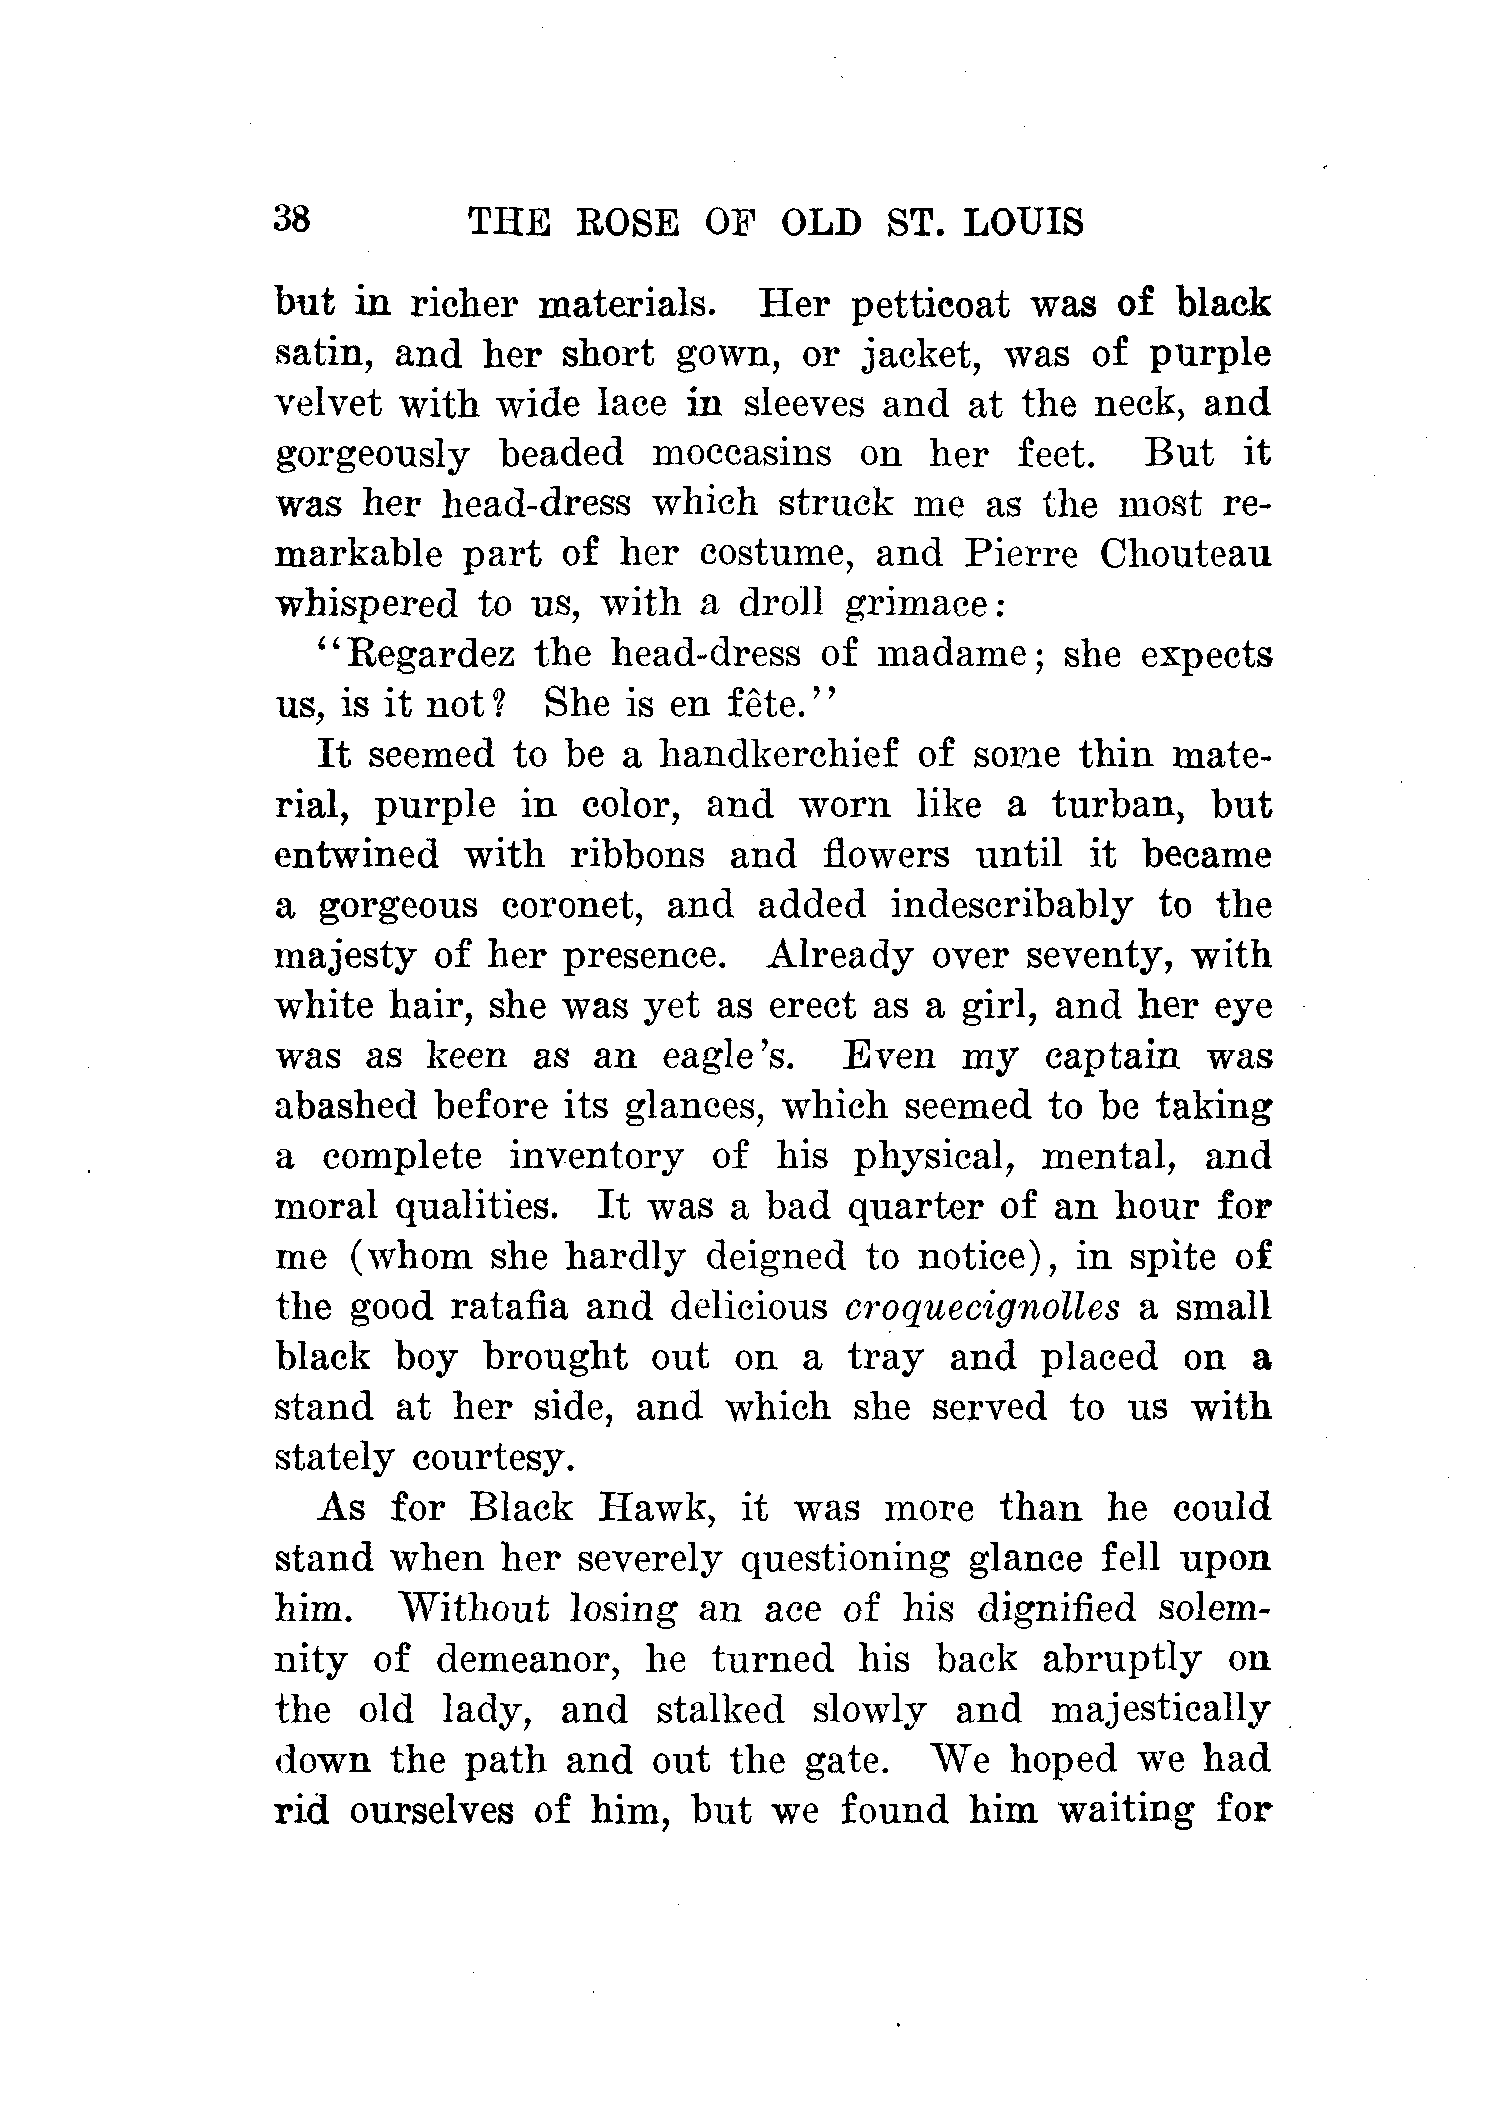 38 THE ROSE OF OLD ST. LOUIS
but in richer materials. Her petticoat was of black
satin, and her short gown, or jacket, was of purple
velvet with wide lace in sleeves and at the neck, and
gorgeously beaded moccasins on her feet. But it
was her head-dress which struck me as the most re-
markable part of her costume, and Pierre Chouteau
whispered to us, with a droll grimace:
"Regardez the head-dress of madame; she expects
us, is it not? She is en fête."
It seemed to be a handkerchief of some thin mate-
rial, purple in color, and worn like a turban, but
entwined with ribbons and flowers until it became
a gorgeous coronet, and added indescribably to the
majesty of her presence. Already over seventy, with
white hair, she was yet as erect as a girl, and her eye
was as keen as an eagle's. Even my captain was
abashed before its glances, which seemed to be taking
a complete inventory of his physical, mental, and
moral qualities. It was a bad quarter of an hour for
me (whom she hardly deigned to notice), in spite of
the good ratafia and delicious croquecignolles a small
black boy brought out on a tray and placed on a
stand at her side, and which she served to us with
stately courtesy.
As for Black Hawk, it was more than he could
stand when her severely questioning glance fell upon
him. Without losing an ace of his dignified solem-
nity of demeanor, he turned his back abruptly on
the old lady, and stalked slowly and majestically
down the path and out the gate. We hoped we had
rid ourselves of him, but we found him waiting for